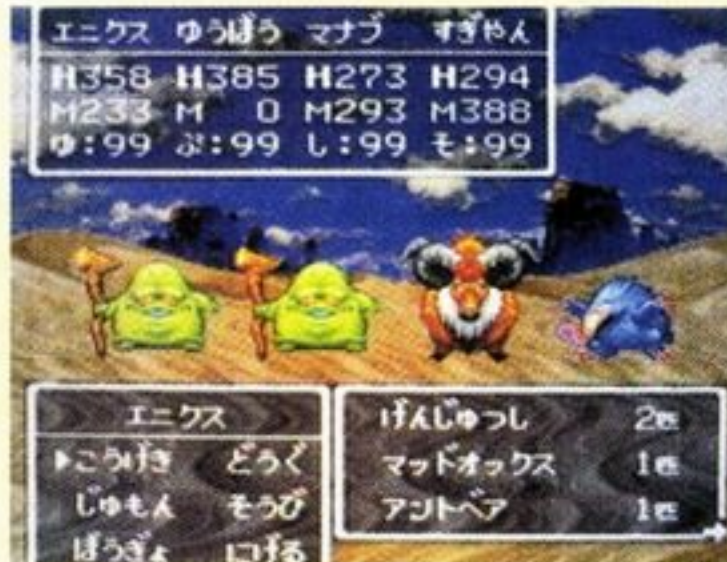 エニクス ゆうぼう マナブ すぎやん
H358 H385 H273 H294
M233 M 0 M293 M388
ゆ:99 ぶ:99 し:99 そ:99
エニクス
▶こうげき どうぐ
じゅもん そうび
ぼうぎょ にげる
げんじゅつし 2匹
マッドオックス 1匹
アントベア 1匹